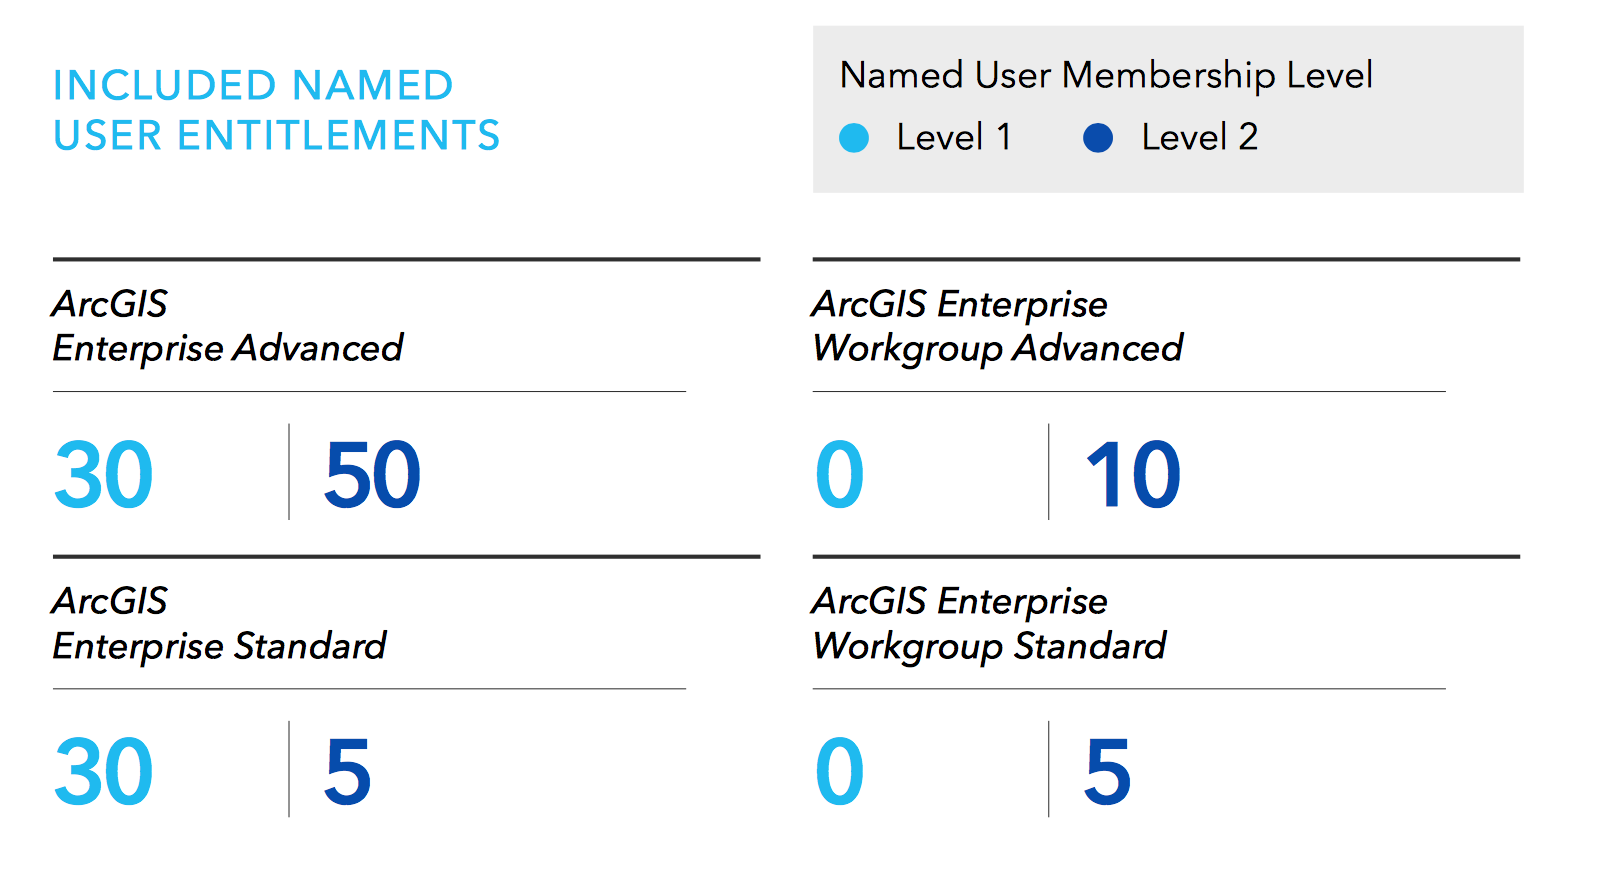 INCLUDED NAMED
USER ENTITLEMENTS
Named User Membership Level
Level 1 Level 2
ArcGIS
Enterprise Advanced
30 50
ArcGIS Enterprise
Workgroup Advanced
0 10
ArcGIS
Enterprise Standard
30 5
ArcGIS Enterprise
Workgroup Standard
0 5